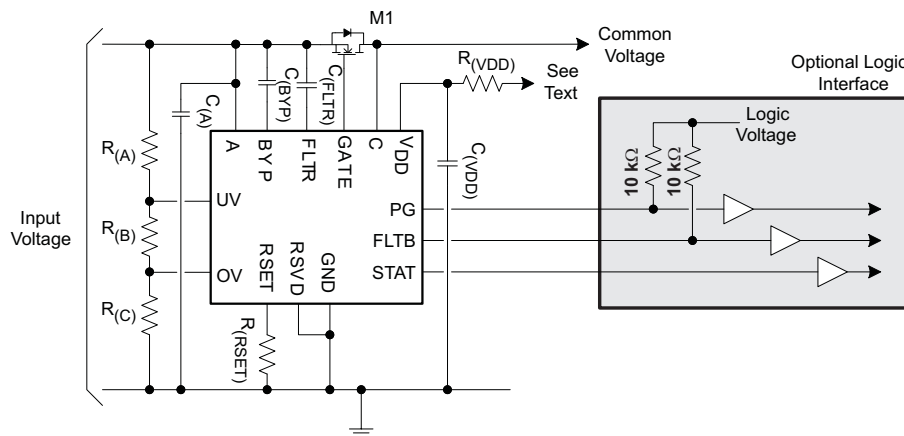 M1
Common
Voltage
R(VDD)
See
Text
Optional Logic
Interface
Logic
Voltage
C(A)
C(BYP)
C(FLTR)
C(VDD)
10 kΩ
10 kΩ
R(A)
A
BYP
FLTR
GATE
C
VDD
UV
PG
Input
Voltage
R(B)
FLTB
OV
RSET
RSVD
GND
STAT
R(C)
R(RSET)